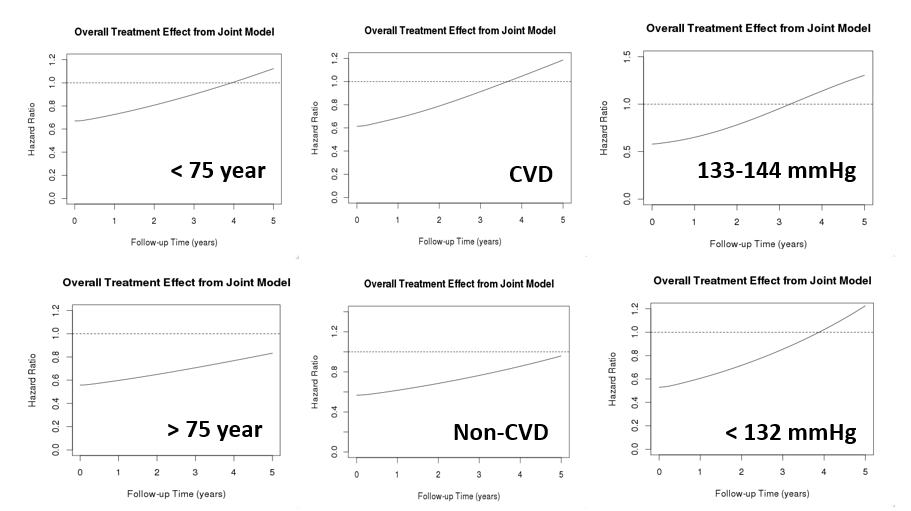 Overall Treatment Effect from Joint Model
Hazard Ratio
0.0 0.2 0.4 0.6 0.8 1.0 1.2
< 75 year
0 1 2 3 4 5
Follow-up Time (years)
Overall Treatment Effect from Joint Model
Hazard Ratio
0.0 0.2 0.4 0.6 0.8 1.0 1.2
CVD
0 1 2 3 4 5
Follow-up Time (years)
Overall Treatment Effect from Joint Model
Hazard Ratio
0.0 0.5 1.0 1.5
133-144 mmHg
0 1 2 3 4 5
Follow-up Time (years)
Overall Treatment Effect from Joint Model
Hazard Ratio
0.0 0.2 0.4 0.6 0.8 1.0 1.2
> 75 year
0 1 2 3 4 5
Follow-up Time (years)
Overall Treatment Effect from Joint Model
Hazard Ratio
0.0 0.4 0.8 1.2
Non-CVD
0 1 2 3 4 5
Follow-up Time (years)
Overall Treatment Effect from Joint Model
Hazard Ratio
0.0 0.2 0.4 0.6 0.8 1.0 1.2
< 132 mmHg
0 1 2 3 4 5
Follow-up Time (years)